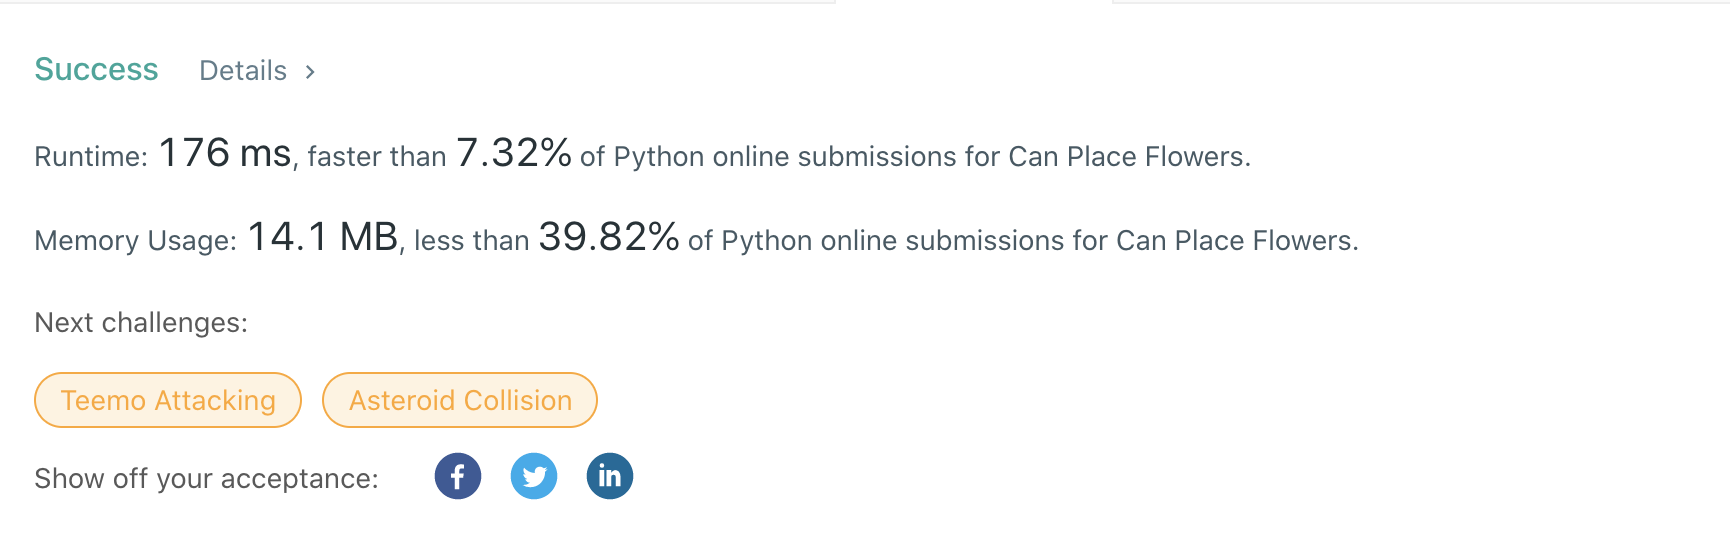 Success Details >
Runtime: 176 ms, faster than 7.32% of Python online submissions for Can Place Flowers.
Memory Usage: 14.1 MB, less than 39.82% of Python online submissions for Can Place Flowers.
Next challenges:
Teemo Attacking Asteroid Collision
Show off your acceptance: f in